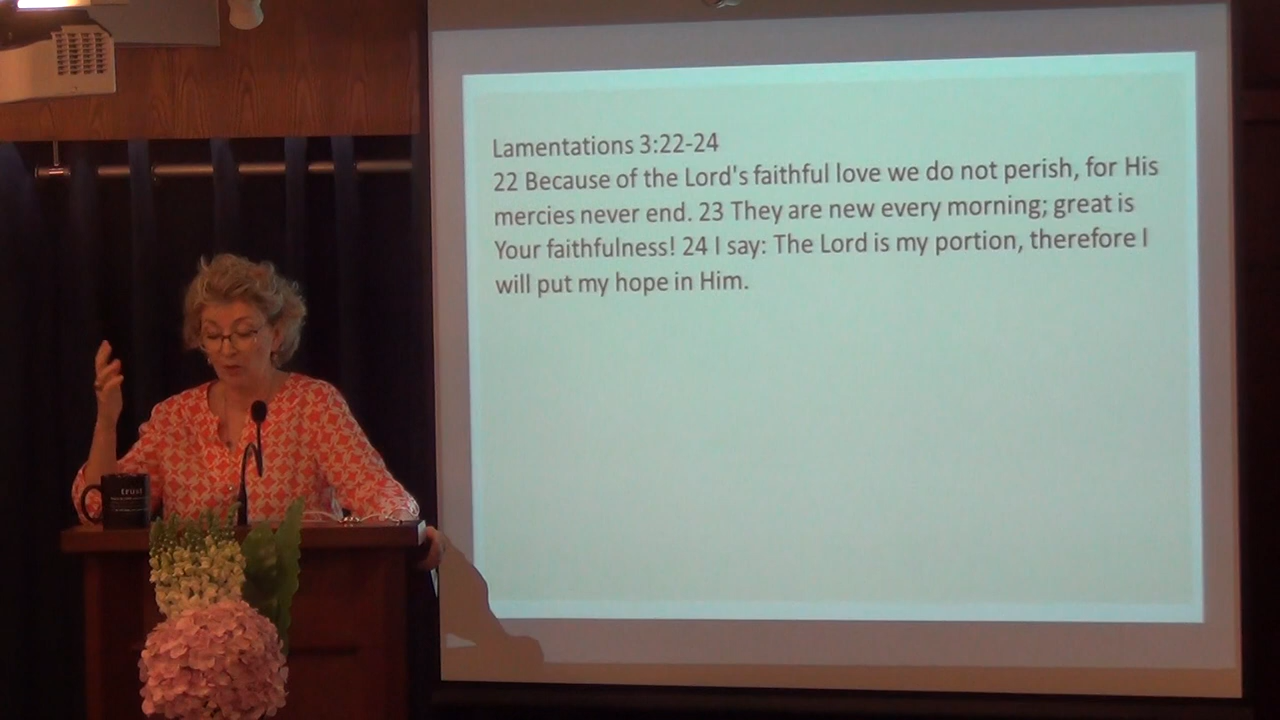 Lamentations 3:22-24
22 Because of the Lord's faithful love we do not perish, for His
mercies never end. 23 They are new every morning; great is
Your faithfulness! 24 I say: The Lord is my portion, therefore I
will put my hope in Him.
trust